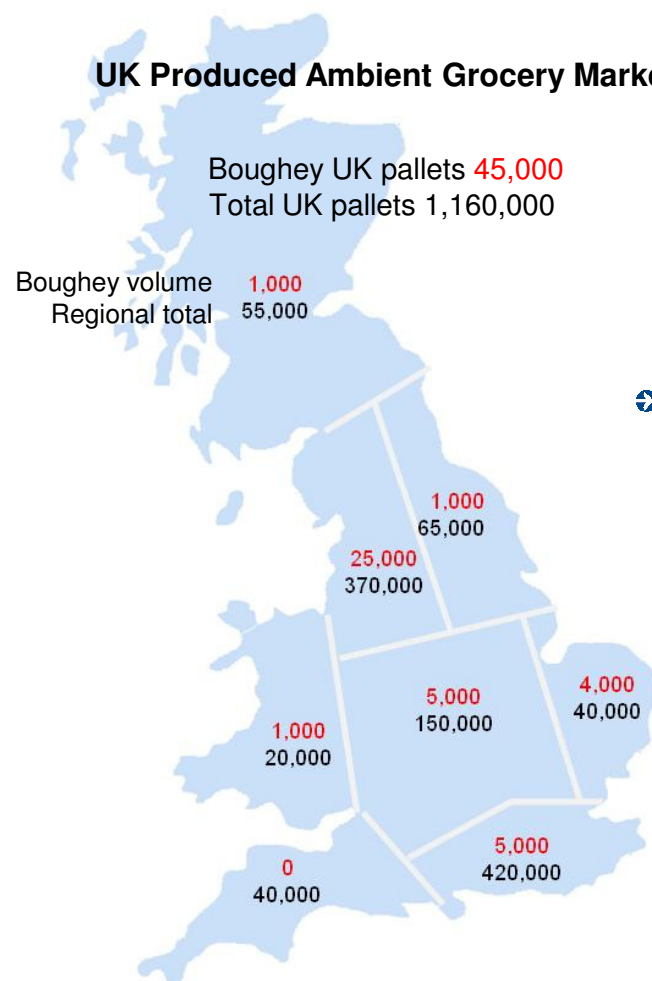 UK Produced Ambient Grocery
Boughey UK pallets 45,000
Total UK pallets 1,160,000
Boughey volume 1,000
Regional total 55,000
1,000
65,000
25,000
370,000
5,000
150,000
4,000
40,000
1,000
20,000
5,000
420,000
0
40,000